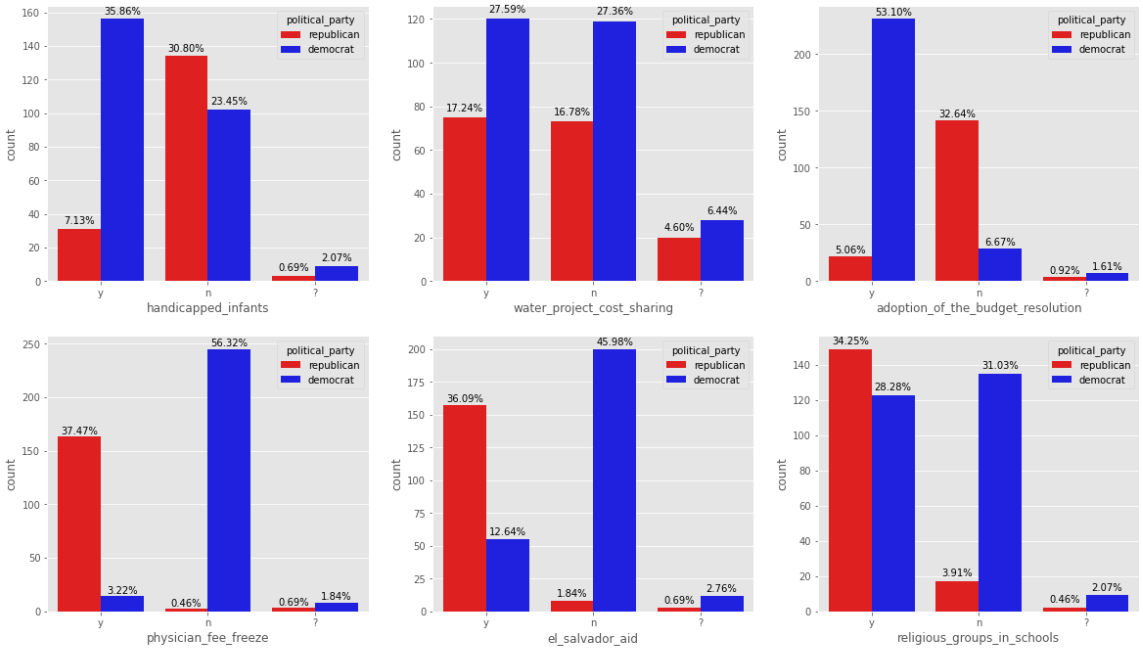 160
140
120
100
80
60
40
20
0
count
35.86%
30.80%
23.45%
7.13%
0.69%
2.07%
political_party
republican
democrat
y
n
?
handicapped_infants
120
100
80
60
40
20
0
count
27.59%
27.36%
17.24%
16.78%
4.60%
6.44%
political_party
republican
democrat
y
n
?
water_project_cost_sharing
200
150
100
50
0
count
53.10%
32.64%
5.06%
6.67%
0.92%
1.61%
political_party
republican
democrat
y
n
?
adoption_of_the_budget_resolution
250
200
150
100
50
0
count
56.32%
37.47%
3.22%
0.46%
0.69%
1.84%
political_party
republican
democrat
y
n
?
physician_fee_freeze
200
175
150
125
100
75
50
25
0
count
45.98%
36.09%
12.64%
1.84%
0.69%
2.76%
political_party
republican
democrat
y
n
?
el_salvador_aid
140
120
100
80
60
40
20
0
count
34.25%
28.28%
31.03%
3.91%
0.46%
2.07%
political_party
republican
democrat
y
n
?
religious_groups_in_schools